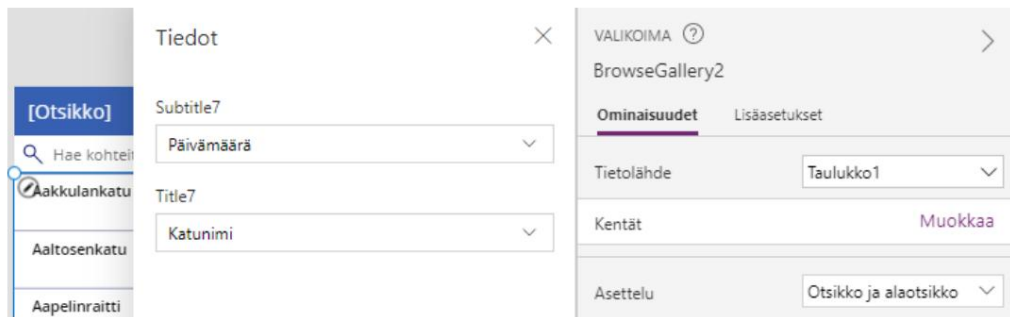 [Otsikko]
Hae kohteit
Aakkulankatu
Aaltosenkatu
Aapelinraitti
Tiedot
Subtitle7
Päivämäärä
Title7
Katunimi
VALIKOIMA ?
BrowseGallery2
Ominaisuudet Lisäasetukset
Tietolähde Taulukko1
Kentät Muokkaa
Asettelu Otsikko ja alaotsikko